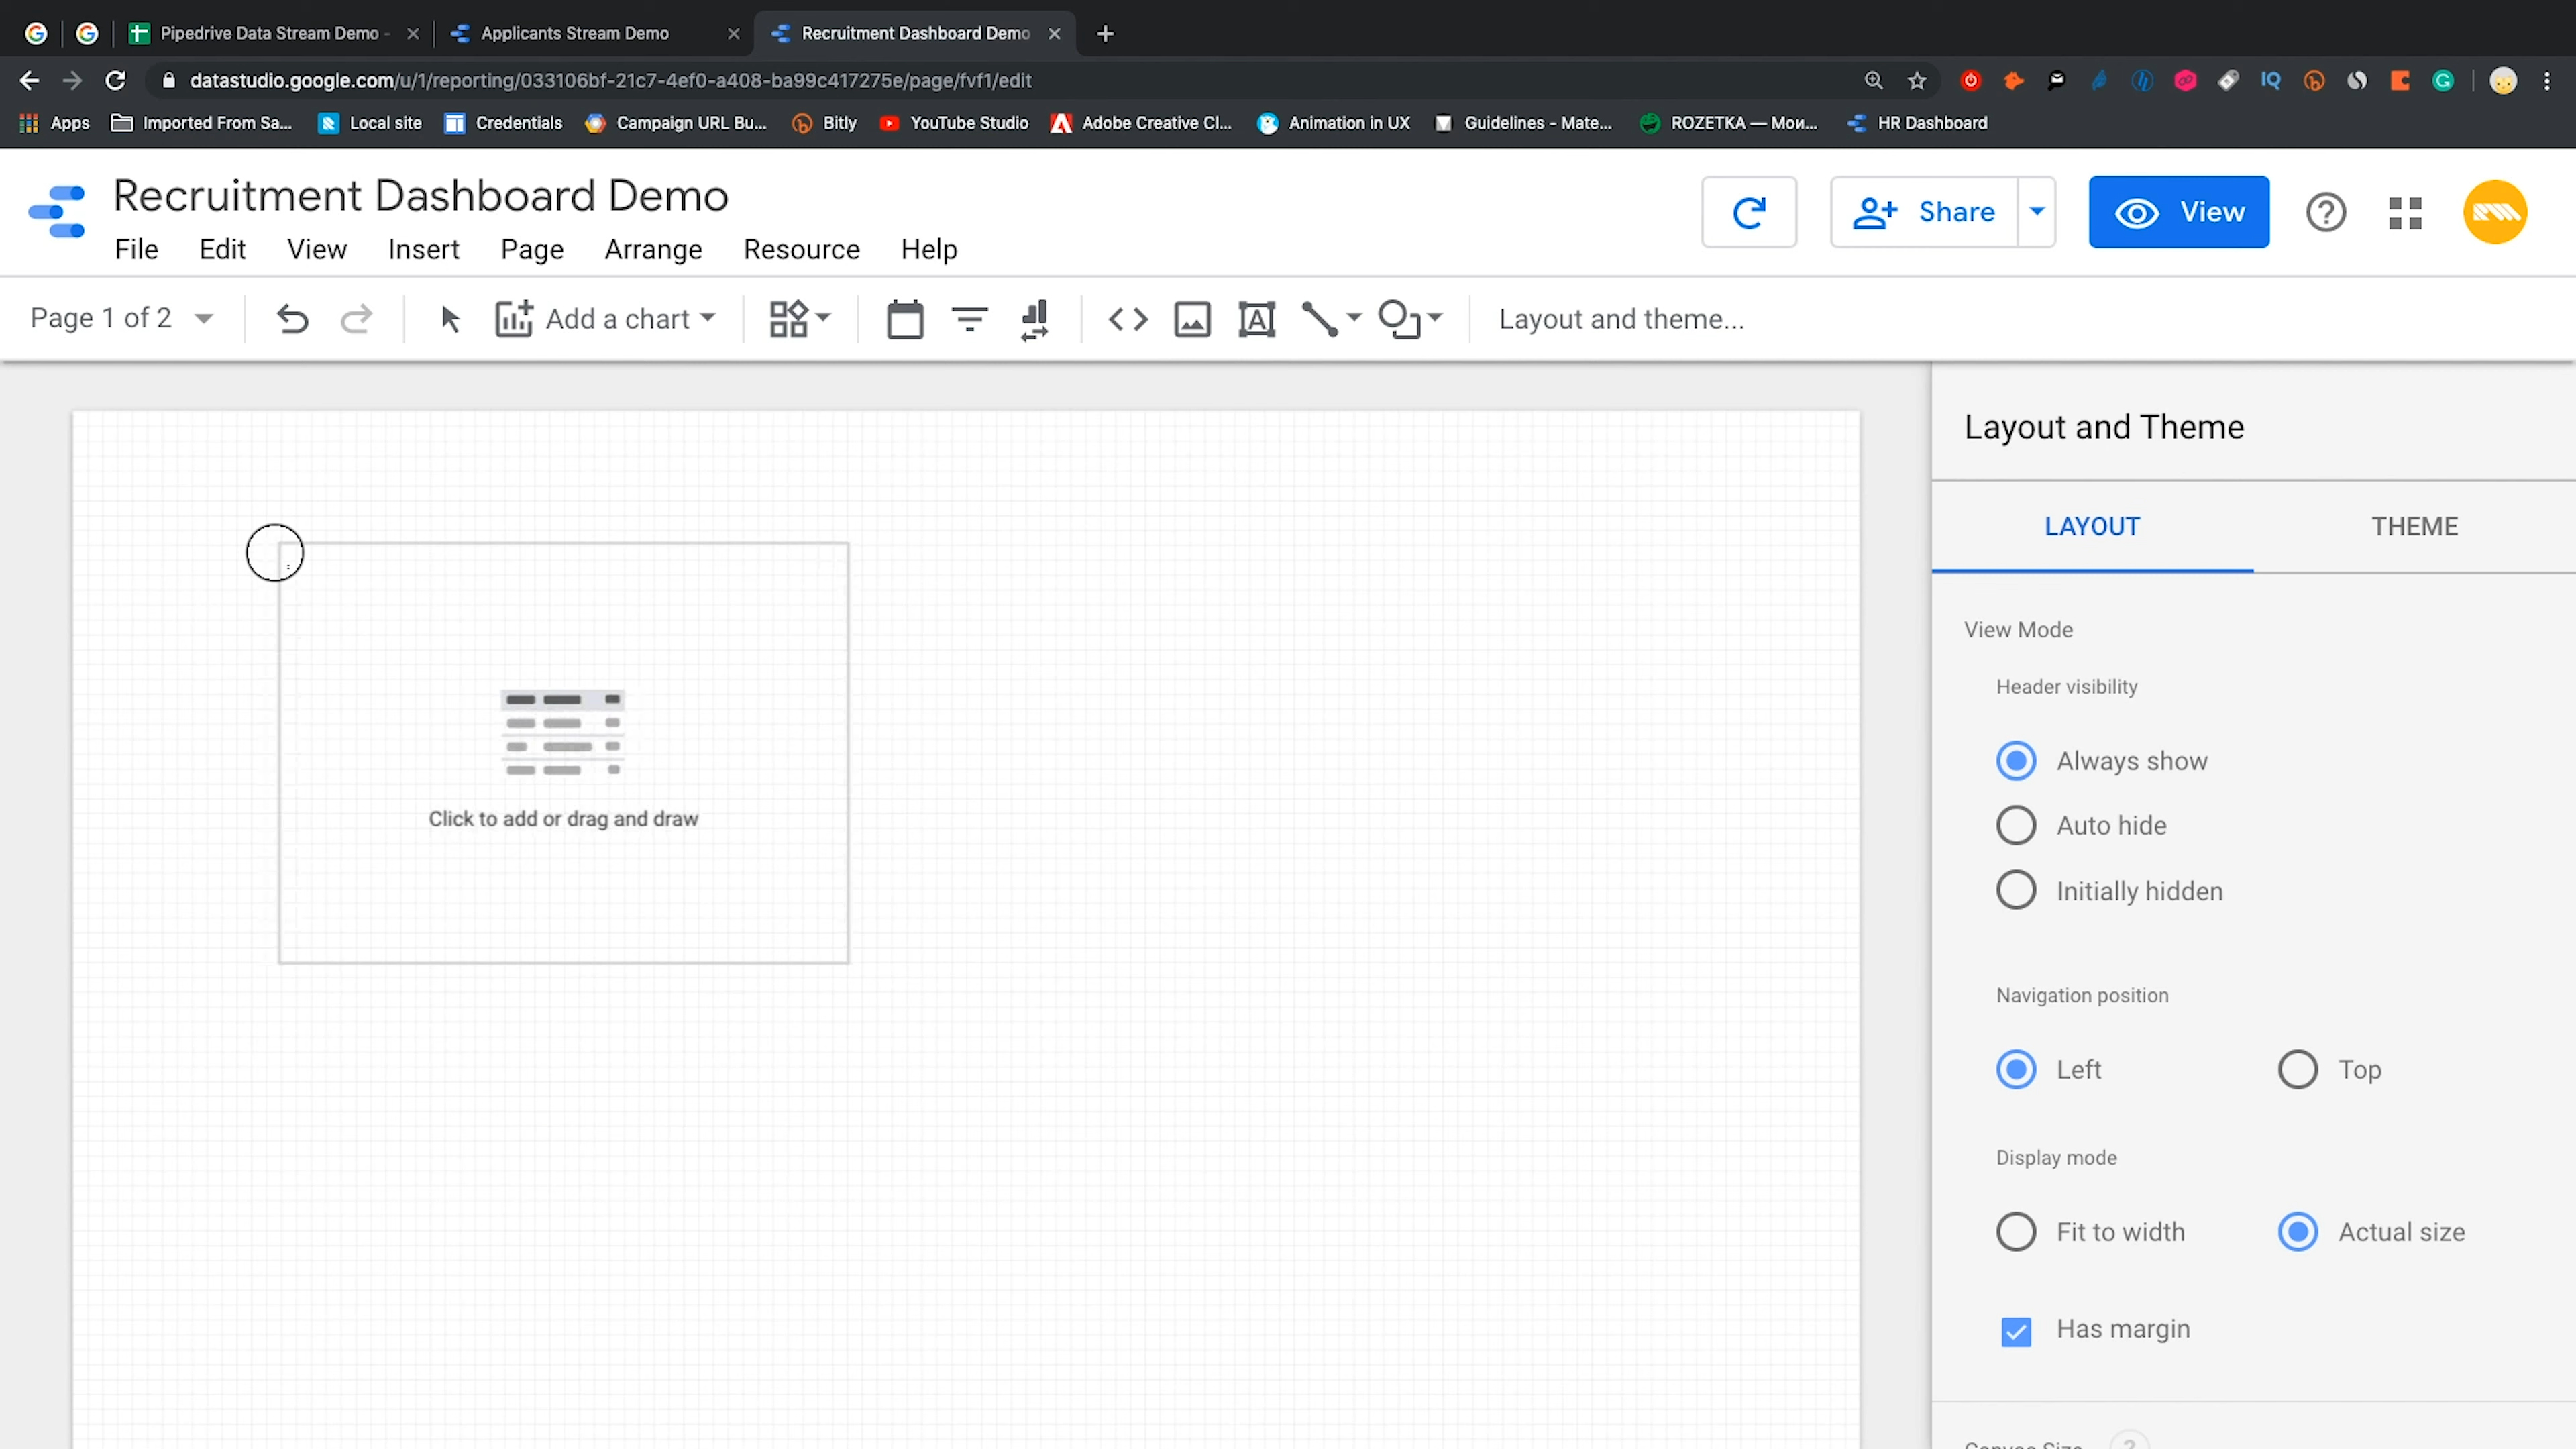 Pipedrive Data Stream Demo -
Applicants Stream Demo
Recruitment Dashboard Demo
datastudio.google.com/u/1/reporting/033106bf-21c7-4ef0-a408-ba99c417275e/page/fvf1/edit
Apps Imported From Sa... Local site Credentials Campaign URL Bu... Bitly YouTube Studio Adobe Creative Cl... Animation in UX Guidelines - Mate... ROZETKA — Мои... HR Dashboard
Recruitment Dashboard Demo
File Edit View Insert Page Arrange Resource Help
Share View
Page 1 of 2 Add a chart Layout and theme...
Click to add or drag and draw
Layout and Theme
LAYOUT THEME
View Mode
Header visibility
Always show
Auto hide
Initially hidden
Navigation position
Left Top
Display mode
Fit to width Actual size
Has margin
Canvas Size